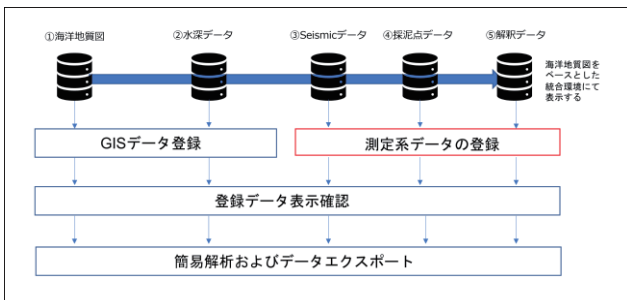 ①海洋地質図
②水深データ
③Seismicデータ
④採泥点データ
⑤解釈データ
海洋地質図を
ベースとした
統合環境にて
表示する
GISデータ登録
測定系データの登録
登録データ表示確認
簡易解析およびデータエクスポート